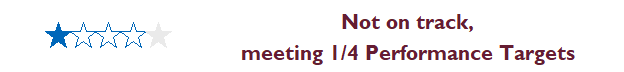 Not on track,
meeting 1/4 Performance Targets